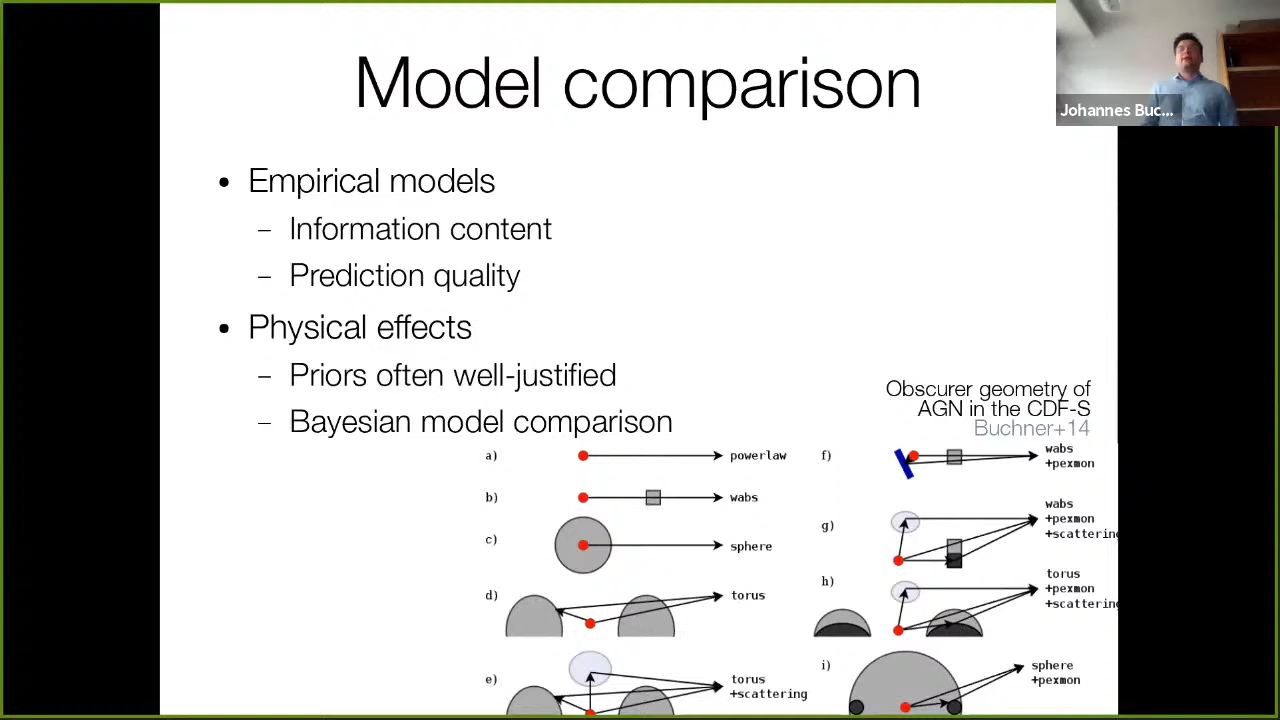 Model comparison
Johannes Buc...
• Empirical models
– Information content
– Prediction quality
• Physical effects
– Priors often well-justified
– Bayesian model comparison
Obscurer geometry of
AGN in the CDF-S
Buchner+14
a) powerlaw
b) wabs
c) sphere
d) torus
e) torus
+scattering
f) wabs
+pexmon
g) wabs
+pexmon
+scattering
h) torus
+pexmon
+scattering
i) sphere
+pexmon